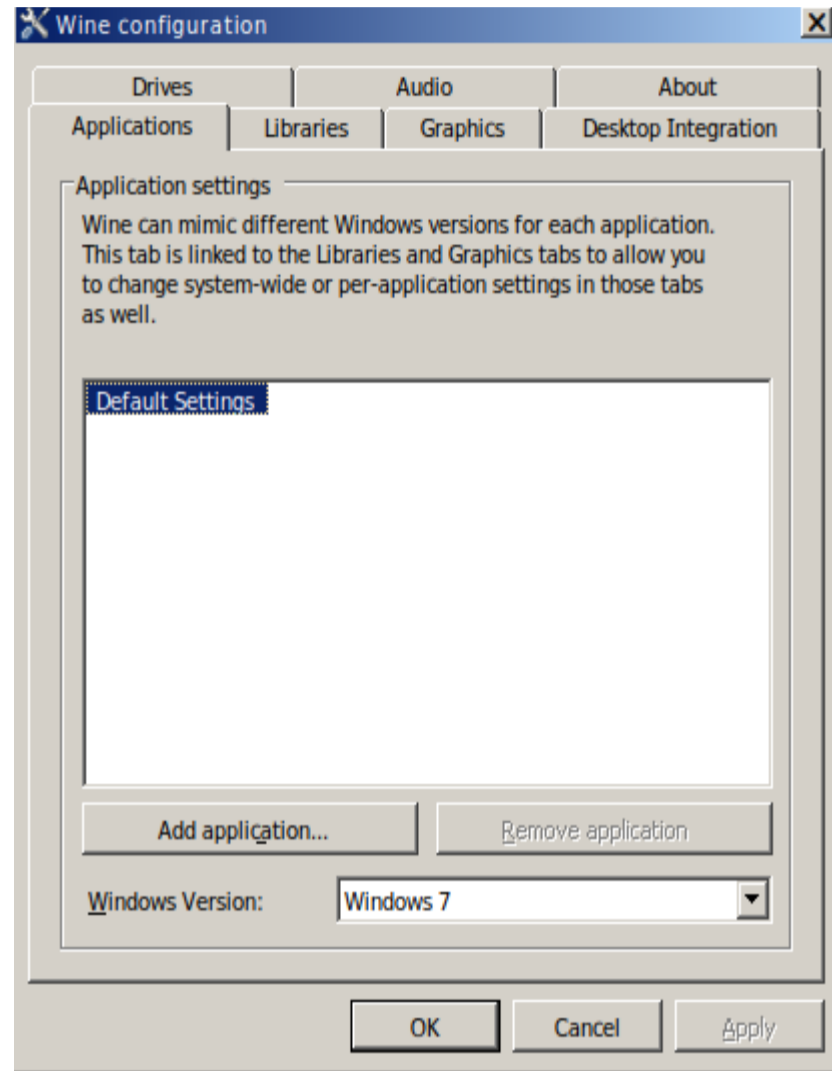 Wine configuration
Drives Audio About
Applications Libraries Graphics Desktop Integration
Application settings
Wine can mimic different Windows versions for each application.
This tab is linked to the Libraries and Graphics tabs to allow you
to change system-wide or per-application settings in those tabs
as well.
Default Settings
Add application... Remove application
Windows Version: Windows 7
OK Cancel Apply